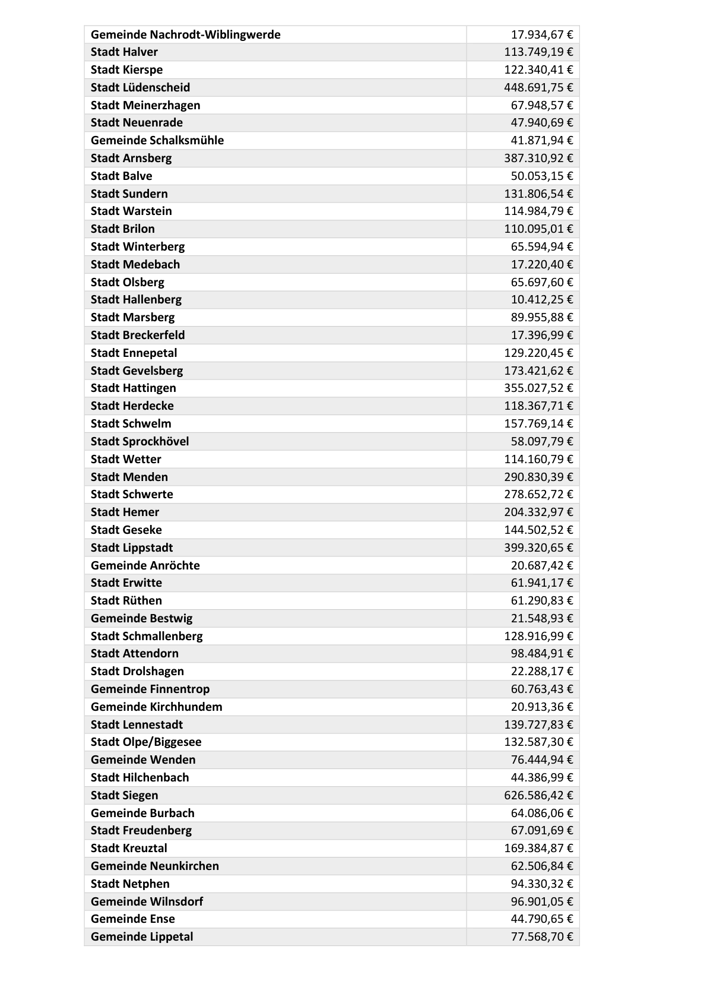 Gemeinde Nachrodt-Wiblingwerde 17.934,67 €
Stadt Halver 113.749,19 €
Stadt Kierspe 122.340,41 €
Stadt Lüdenscheid 448.691,75 €
Stadt Meinerzhagen 67.948,57 €
Stadt Neuenrade 47.940,69 €
Gemeinde Schalksmühle 41.871,94 €
Stadt Arnsberg 387.310,92 €
Stadt Balve 50.053,15 €
Stadt Sundern 131.806,54 €
Stadt Warstein 114.984,79 €
Stadt Brilon 110.095,01 €
Stadt Winterberg 65.594,94 €
Stadt Medebach 17.220,40 €
Stadt Olsberg 65.697,60 €
Stadt Hallenberg 10.412,25 €
Stadt Marsberg 89.955,88 €
Stadt Breckerfeld 17.396,99 €
Stadt Ennepetal 129.220,45 €
Stadt Gevelsberg 173.421,62 €
Stadt Hattingen 355.027,52 €
Stadt Herdecke 118.367,71 €
Stadt Schwelm 157.769,14 €
Stadt Sprockhövel 58.097,79 €
Stadt Wetter 114.160,79 €
Stadt Menden 290.830,39 €
Stadt Schwerte 278.652,72 €
Stadt Hemer 204.332,97 €
Stadt Geseke 144.502,52 €
Stadt Lippstadt 399.320,65 €
Gemeinde Anröchte 20.687,42 €
Stadt Erwitte 61.941,17 €
Stadt Rüthen 61.290,83 €
Gemeinde Bestwig 21.548,93 €
Stadt Schmallenberg 128.916,99 €
Stadt Attendorn 98.484,91 €
Stadt Drolshagen 22.288,17 €
Gemeinde Finnentrop 60.763,43 €
Gemeinde Kirchhundem 20.913,36 €
Stadt Lennestadt 139.727,83 €
Stadt Olpe/Biggesee 132.587,30 €
Gemeinde Wenden 76.444,94 €
Stadt Hilchenbach 44.386,99 €
Stadt Siegen 626.586,42 €
Gemeinde Burbach 64.086,06 €
Stadt Freudenberg 67.091,69 €
Stadt Kreuztal 169.384,87 €
Gemeinde Neunkirchen 62.506,84 €
Stadt Netphen 94.330,32 €
Gemeinde Wilnsdorf 96.901,05 €
Gemeinde Ense 44.790,65 €
Gemeinde Lippetal 77.568,70 €